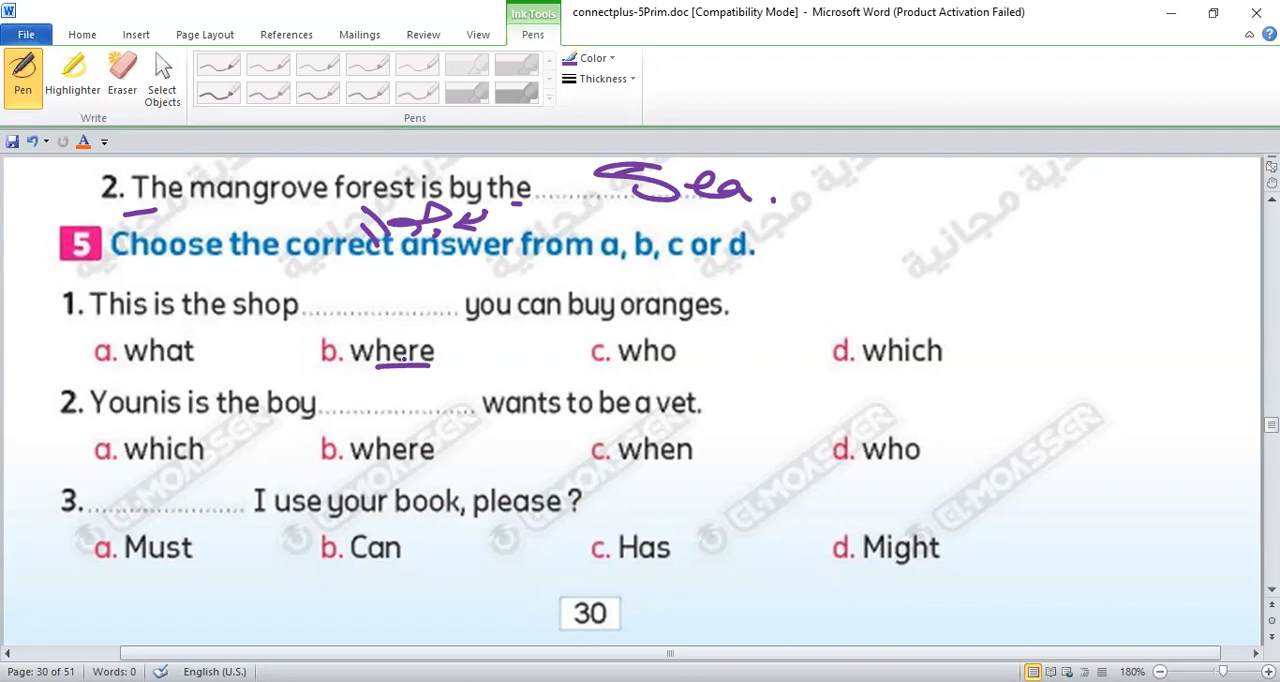 Ink Tools
connectplus-5Prim.doc [Compatibility Mode] - Microsoft Word (Product Activation Failed)
File Home Insert Page Layout References Mailings Review View Pens
Pen Highlighter Eraser Select Objects
Color
Thickness
Write Pens
2. The mangrove forest is by the .................... Sea.
5 Choose the correct answer from a, b, c or d.
1. This is the shop .................... you can buy oranges.
a. what b. where c. who d. which
2. Younis is the boy .................... wants to be a vet.
a. which b. where c. when d. who
3. .................... I use your book, please ?
a. Must b. Can c. Has d. Might
EL-MOASSER
30
Page: 30 of 51 Words: 0 English (U.S.) 180%